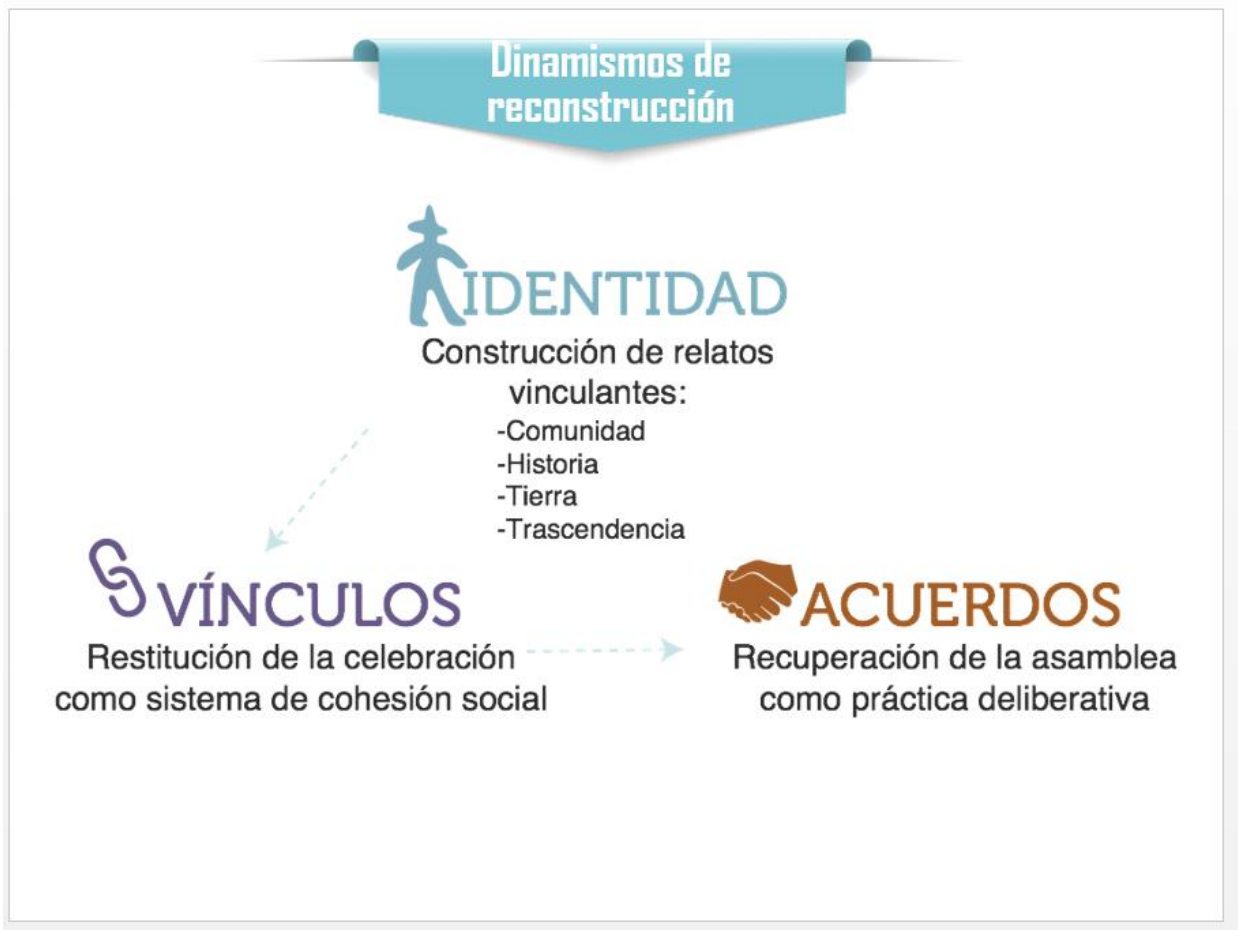 Dinamismos de
reconstrucción
IDENTIDAD
Construcción de relatos
vinculantes:
-Comunidad
-Historia
-Tierra
-Trascendencia
VÍNCULOS
Restitución de la celebración
como sistema de cohesión social
ACUERDOS
Recuperación de la asamblea
como práctica deliberativa